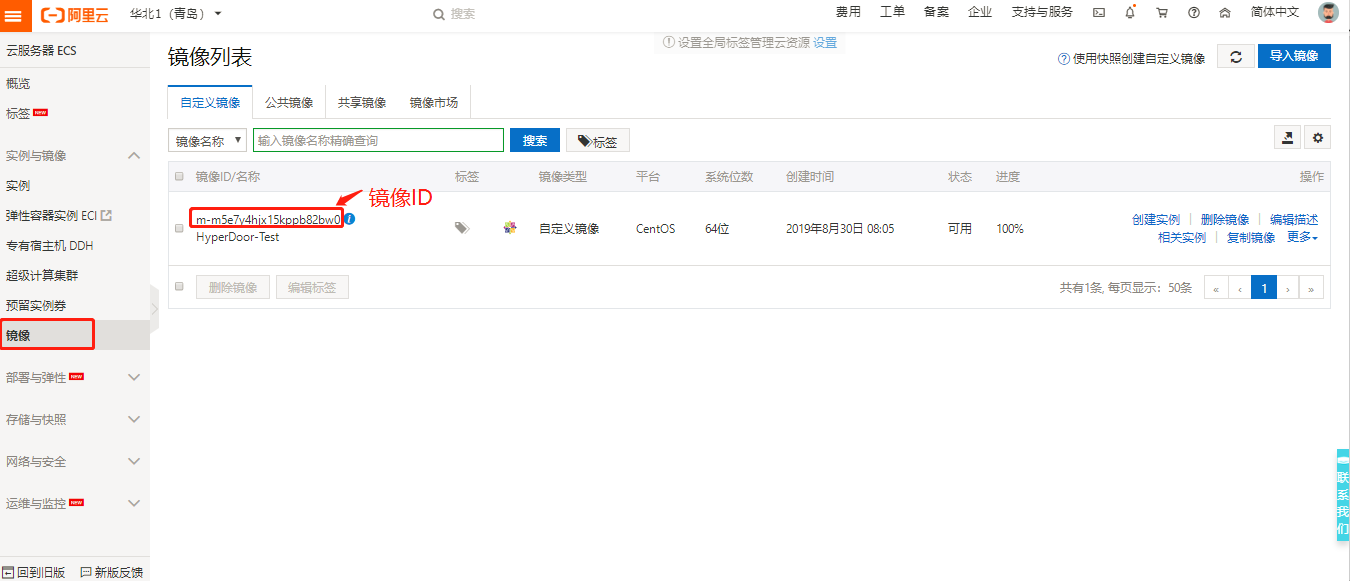 阿里云 华北1（青岛） 搜索 费用 工单 备案 企业 支持与服务 简体中文
云服务器 ECS
概览
标签 NEW
实例与镜像
实例
弹性容器实例 ECI
专有宿主机 DDH
超级计算集群
预留实例券
镜像
部署与弹性 NEW
存储与快照
网络与安全
运维与监控 NEW
回到旧版 新版反馈
设置全局标签管理云资源 设置
镜像列表 使用快照创建自定义镜像 导入镜像
自定义镜像 公共镜像 共享镜像 镜像市场
镜像名称 输入镜像名称精确查询 搜索 标签
镜像ID/名称 标签 镜像类型 平台 系统位数 创建时间 状态 进度 操作
镜像ID
m-m5e7y4hjx15kppb82bw0
HyperDoor-Test 自定义镜像 CentOS 64位 2019年8月30日 08:05 可用 100%
创建实例 删除镜像 编辑描述
相关实例 复制镜像 更多
删除镜像 编辑标签 共有1条, 每页显示：50条 « ‹ 1 › »
联系我们